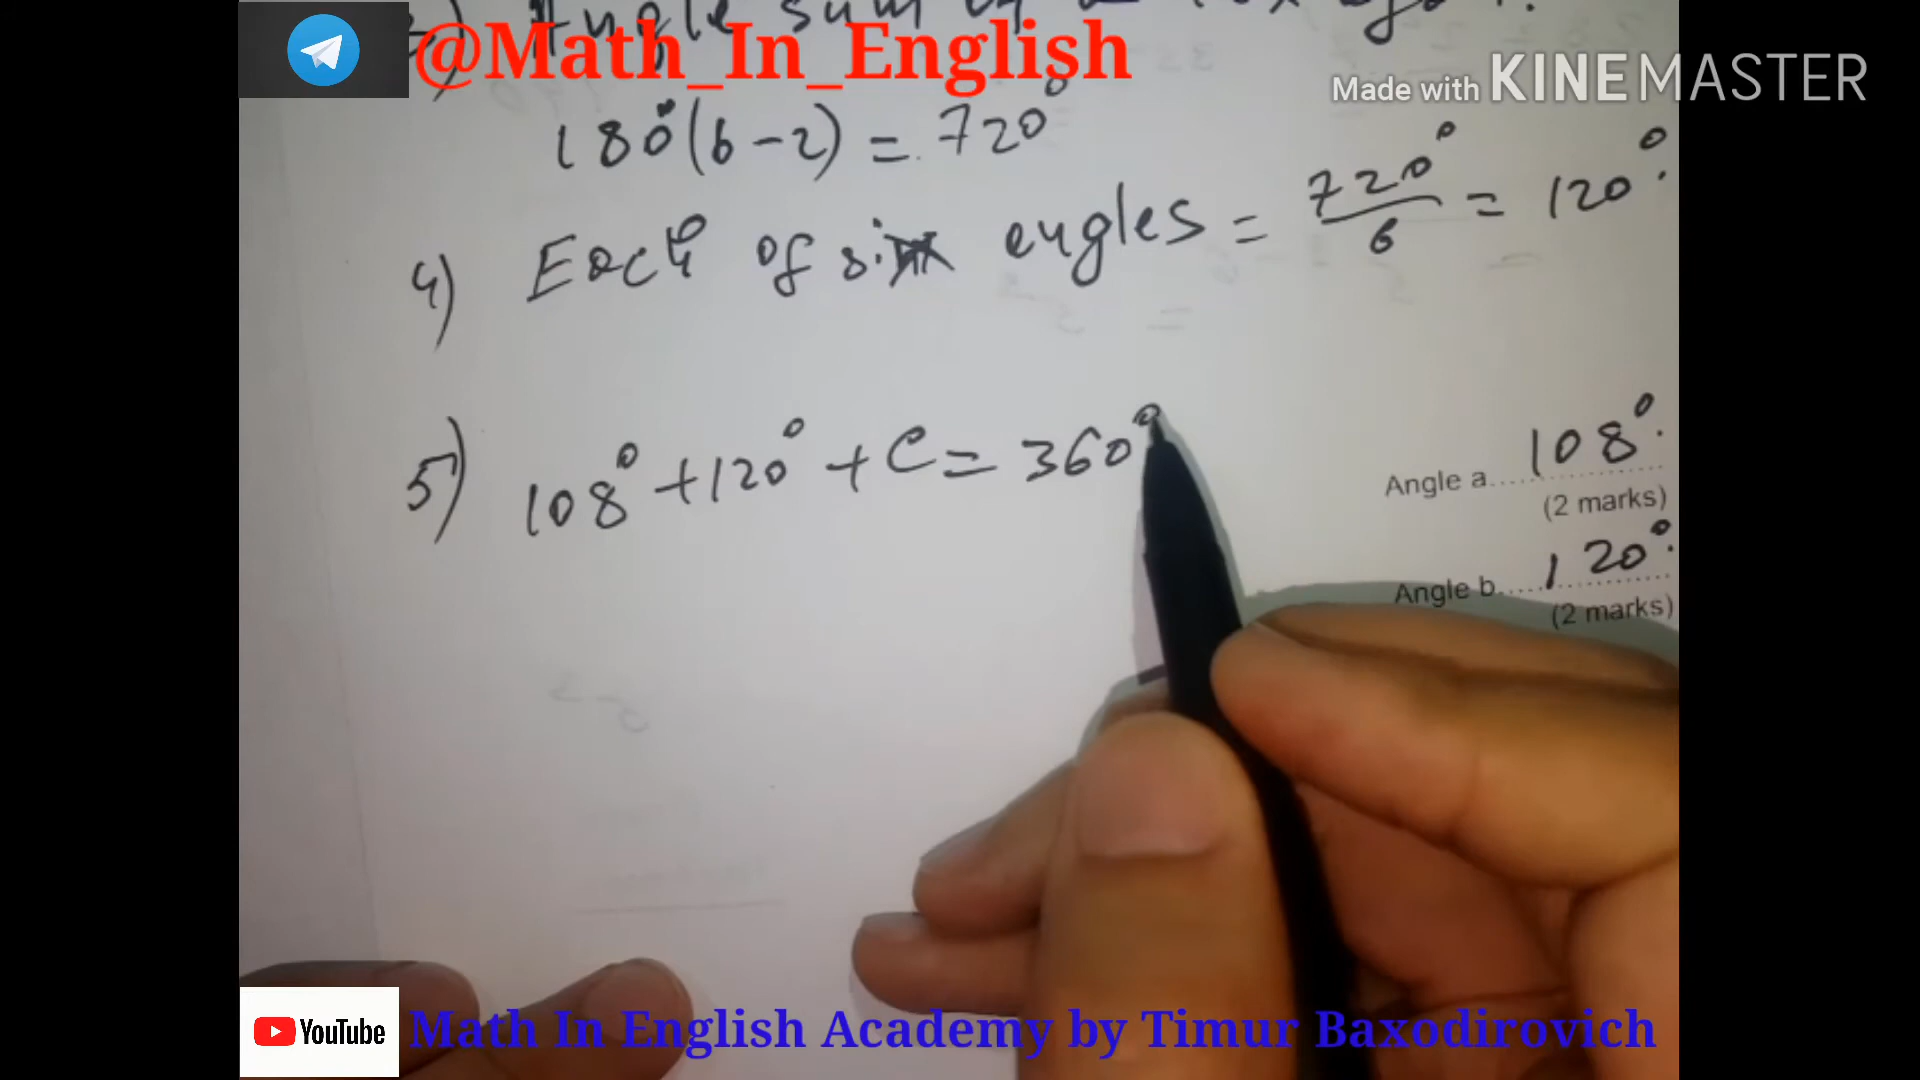 @Math_In_English
Made with KINEMASTER
180°(6-2) = 720°
4) Each of six engles = 720°/6 = 120°.
5) 108° + 120° + C = 360°
Angle a.....108°.
(2 marks)
Angle b.....120°.
(2 marks)
YouTube
Math In English Academy by Timur Baxodirovich